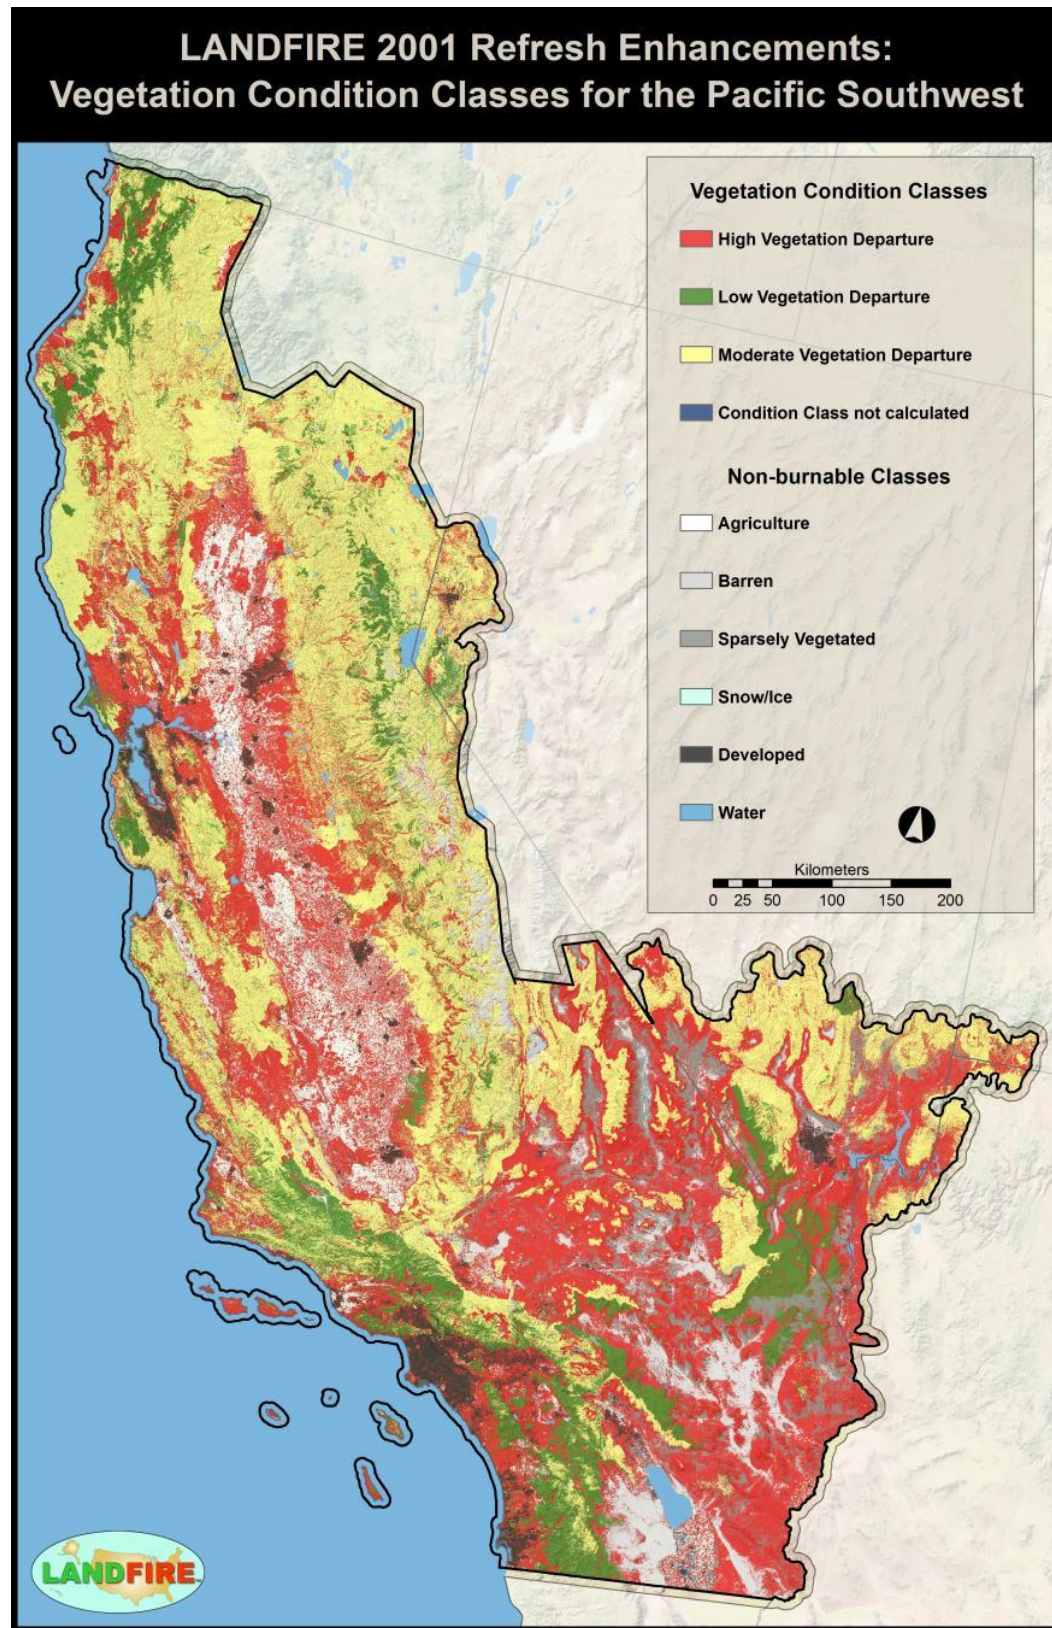 LANDFIRE 2001 Refresh Enhancements:
Vegetation Condition Classes for the Pacific Southwest
Vegetation Condition Classes
High Vegetation Departure
Low Vegetation Departure
Moderate Vegetation Departure
Condition Class not calculated
Non-burnable Classes
Agriculture
Barren
Sparsely Vegetated
Snow/Ice
Developed
Water
Kilometers
0 25 50 100 150 200
LANDFIRE